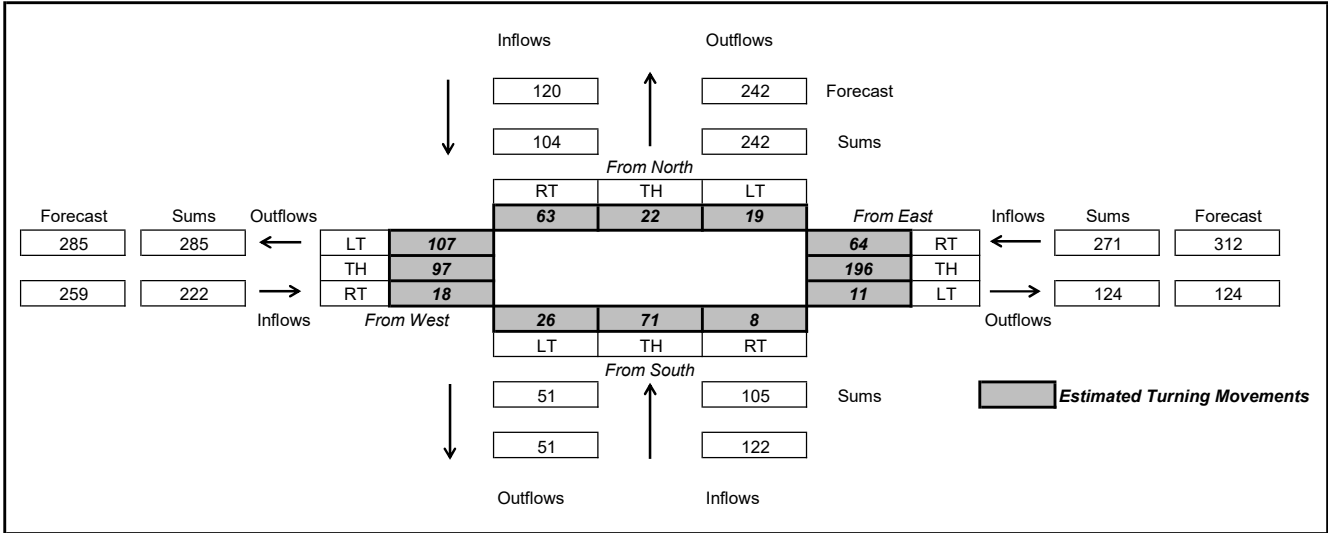 Inflows Outflows
120 242 Forecast
104 242 Sums
From North
RT TH LT
Forecast Sums Outflows 63 22 19 From East Inflows Sums Forecast
285 285 LT 107 64 RT 271 312
TH 97 196 TH
259 222 RT 18 11 LT 124 124
Inflows From West 26 71 8 Outflows
LT TH RT
From South
51 105 Sums Estimated Turning Movements
51 122
Outflows Inflows